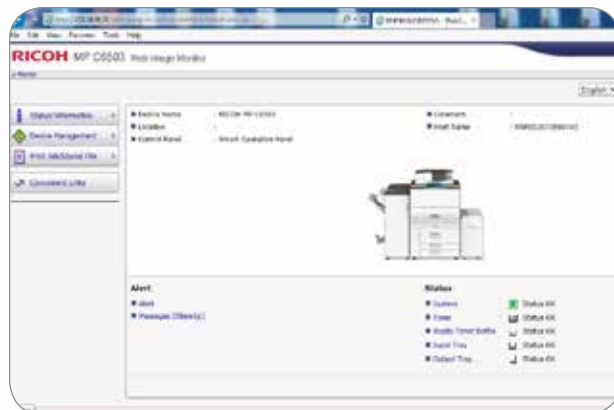 File Edit View Favorites Tools Help
RICOH MP C6503 Web Image Monitor
Home
English
Status/Information
Device Management
Print Job/Stored File
Convenient Links
Device Name : RICOH MP C6503
Comment :
Location :
Host Name :
Control Panel : Smart Operation Panel
Alert
Status
Alert
System Status OK
Messages (1item(s))
Toner Status OK
Waste Toner Bottle Status OK
Input Tray Status OK
Output Tray Status OK